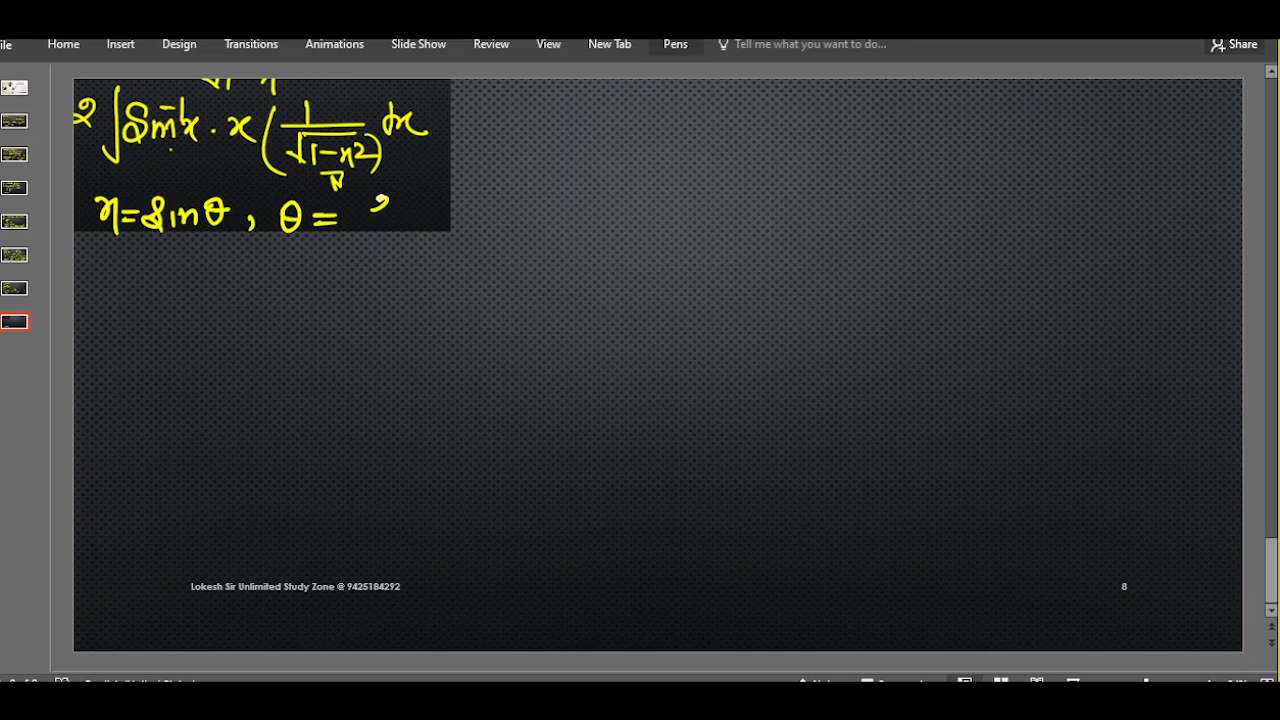 File Home Insert Design Transitions Animations Slide Show Review View New Tab Pens Tell me what you want to do... Share
2 ∫ Sin⁻¹x · x ( 1 / √1-x² ) dx
x = Sinθ , θ =
Lokesh Sir Unlimited Study Zone @ 9425184292
8